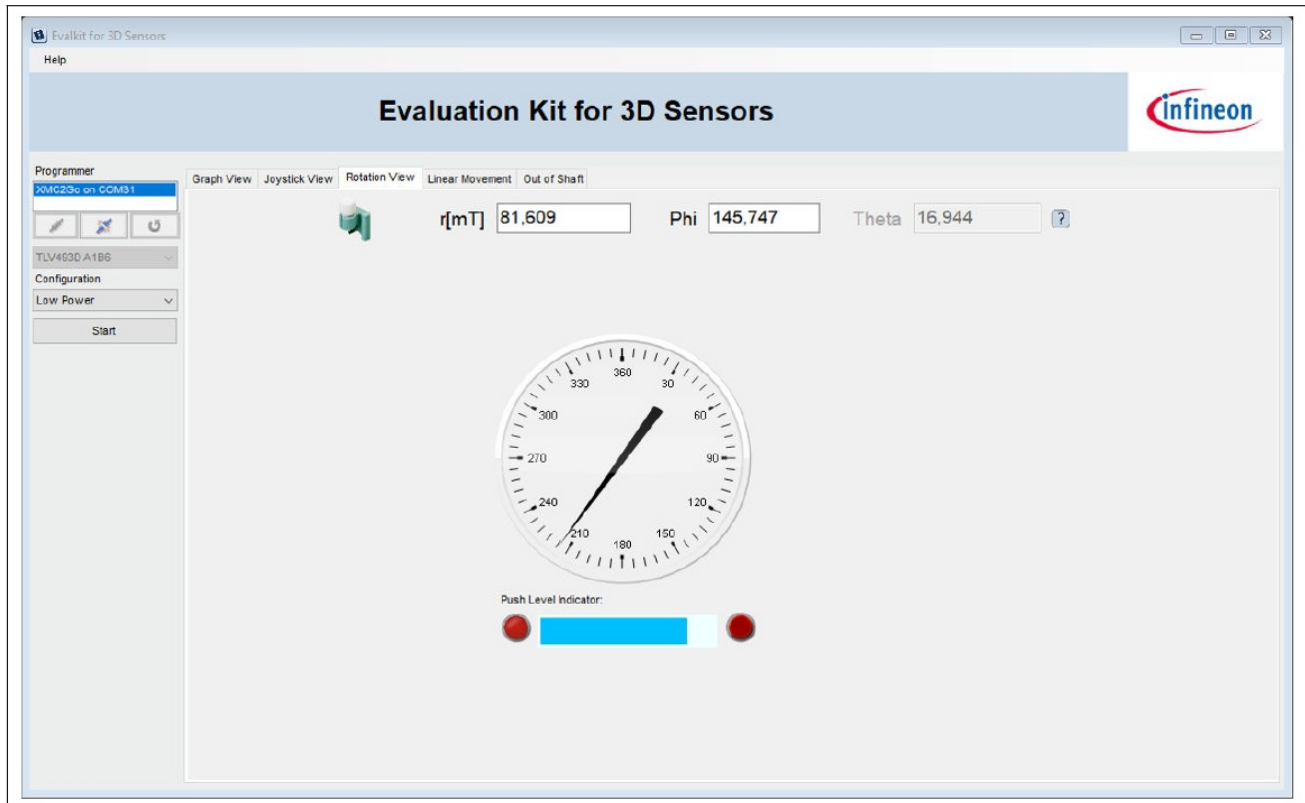 Evalkit for 3D Sensors
Help
Evaluation Kit for 3D Sensors
infineon
Programmer
XMC2Go on COM31
TLV493D A1B6
Configuration
Low Power
Start
Graph View Joystick View Rotation View Linear Movement Out of Shaft
r[mT] 81,609 Phi 145,747 Theta 16,944 ?
360
330 30
300 60
270 90
240 120
210 150
180
Push Level Indicator: